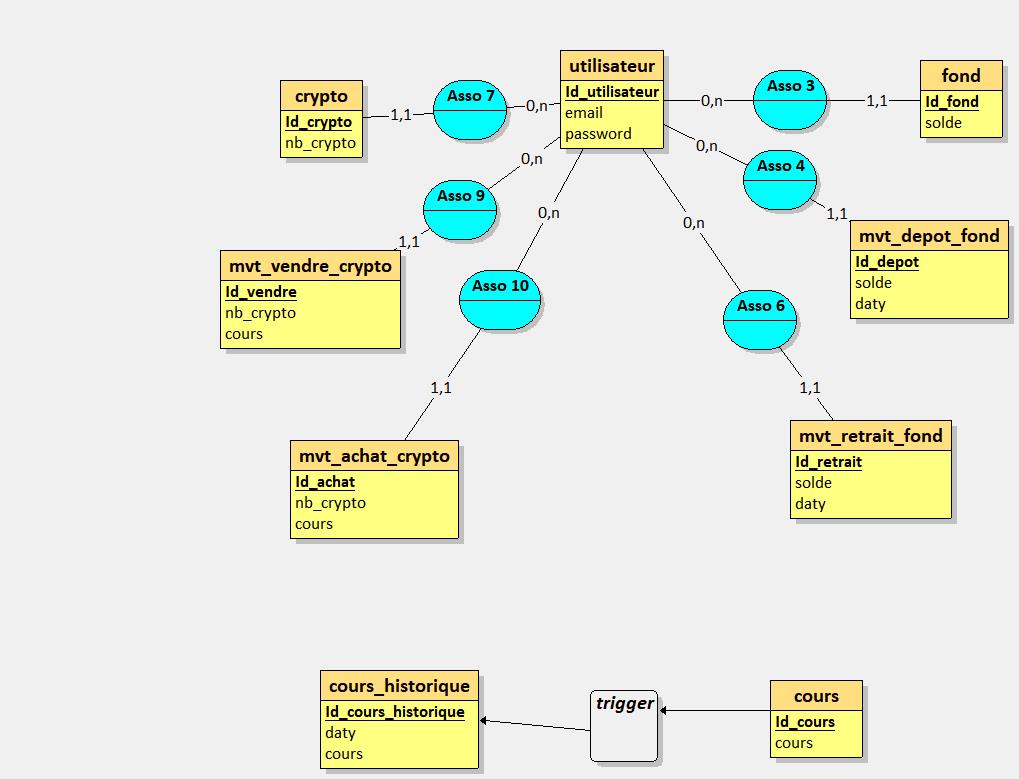 utilisateur
Id_utilisateur
email
password
crypto
Id_crypto
nb_crypto
1,1
Asso 7
0,n
0,n
Asso 3
1,1
fond
Id_fond
solde
0,n
Asso 4
1,1
mvt_depot_fond
Id_depot
solde
daty
0,n
Asso 9
1,1
mvt_vendre_crypto
Id_vendre
nb_crypto
cours
0,n
Asso 10
1,1
mvt_achat_crypto
Id_achat
nb_crypto
cours
0,n
Asso 6
1,1
mvt_retrait_fond
Id_retrait
solde
daty
cours_historique
Id_cours_historique
daty
cours
trigger
cours
Id_cours
cours